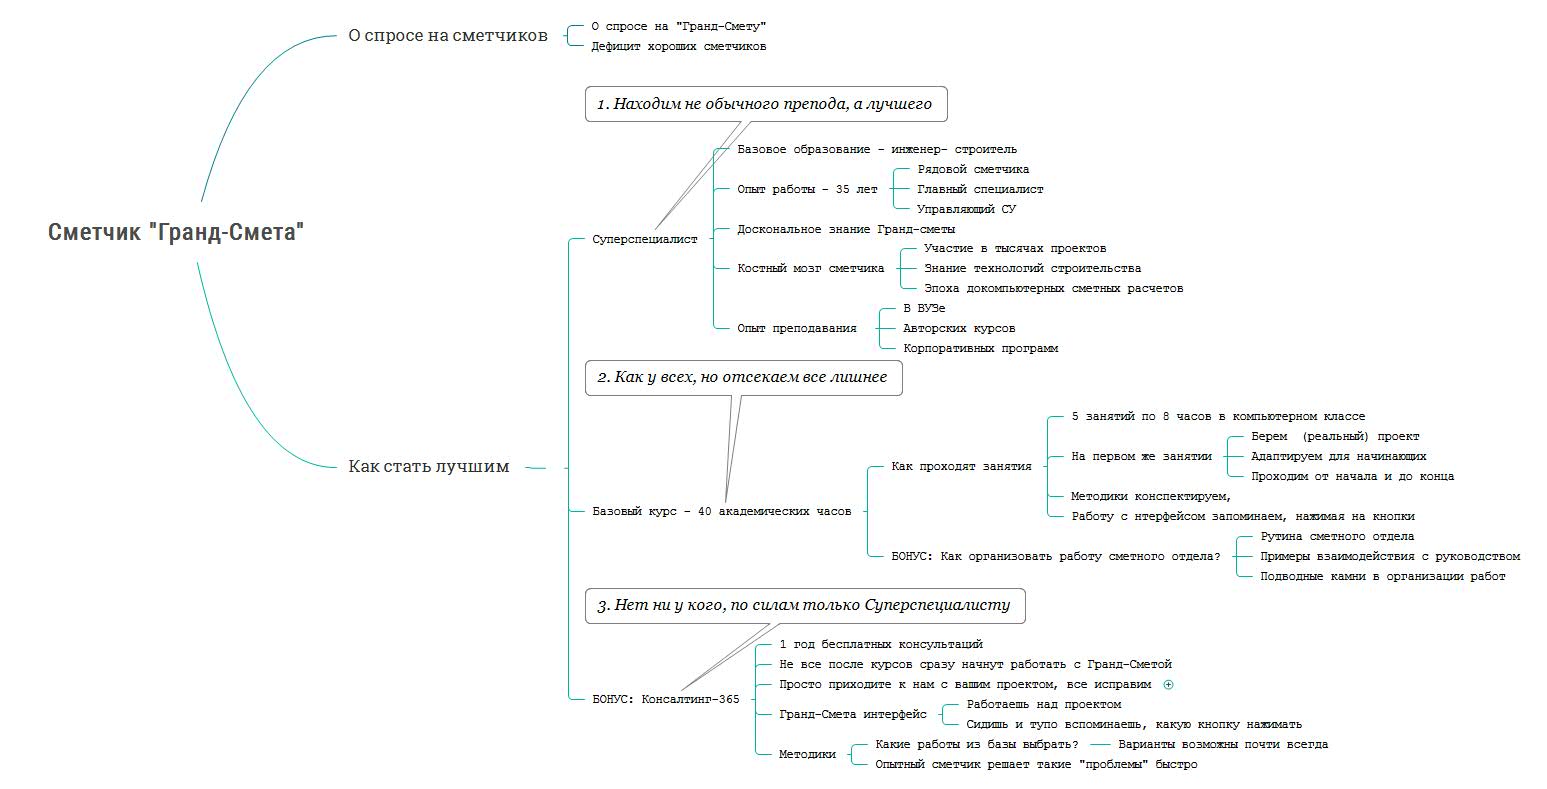 О спросе на сметчиков
О спросе на "Гранд-Смету"
Дефицит хороших сметчиков
Сметчик "Гранд-Смета"
Как стать лучшим
1. Находим не обычного препода, а лучшего
Суперспециалист
Базовое образование - инженер- строитель
Опыт работы - 35 лет
Рядовой сметчика
Главный специалист
Управляющий СУ
Доскональное знание Гранд-сметы
Костный мозг сметчика
Участие в тысячах проектов
Знание технологий строительства
Эпоха докомпьютерных сметных расчетов
Опыт преподавания
В ВУЗе
Авторских курсов
Корпоративных программ
2. Как у всех, но отсекаем все лишнее
Базовый курс - 40 академических часов
Как проходят занятия
5 занятий по 8 часов в компьютерном классе
На первом же занятии
Берем (реальный) проект
Адаптируем для начинающих
Проходим от начала и до конца
Методики конспектируем,
Работу с нтерфейсом запоминаем, нажимая на кнопки
БОНУС: Как организовать работу сметного отдела?
Рутина сметного отдела
Примеры взаимодействия с руководством
Подводные камни в организации работ
3. Нет ни у кого, по силам только Суперспециалисту
БОНУС: Консалтинг-365
1 год бесплатных консультаций
Не все после курсов сразу начнут работать с Гранд-Сметой
Просто приходите к нам с вашим проектом, все исправим
Гранд-Смета интерфейс
Работаешь над проектом
Сидишь и тупо вспоминаешь, какую кнопку нажимать
Методики
Какие работы из базы выбрать?
Варианты возможны почти всегда
Опытный сметчик решает такие "проблемы" быстро